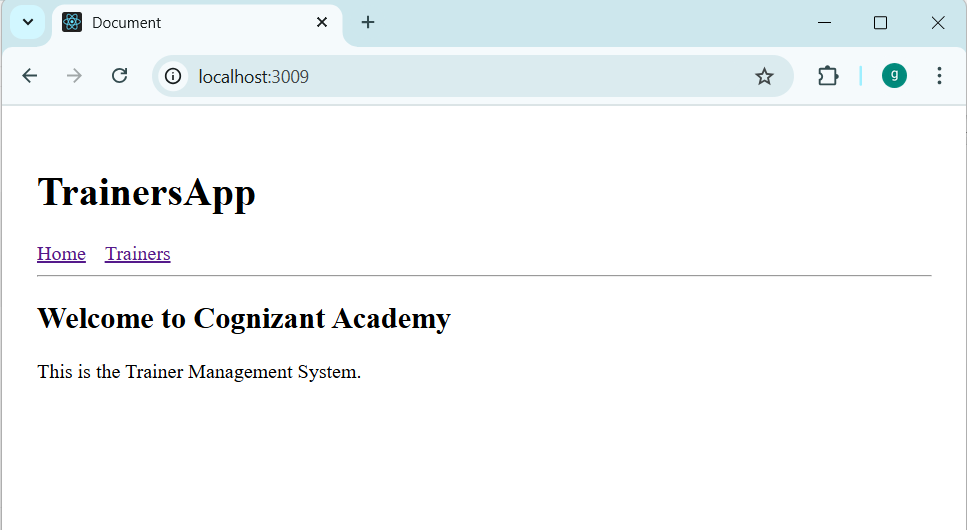 Document
localhost:3009
g
TrainersApp
Home Trainers
Welcome to Cognizant Academy
This is the Trainer Management System.